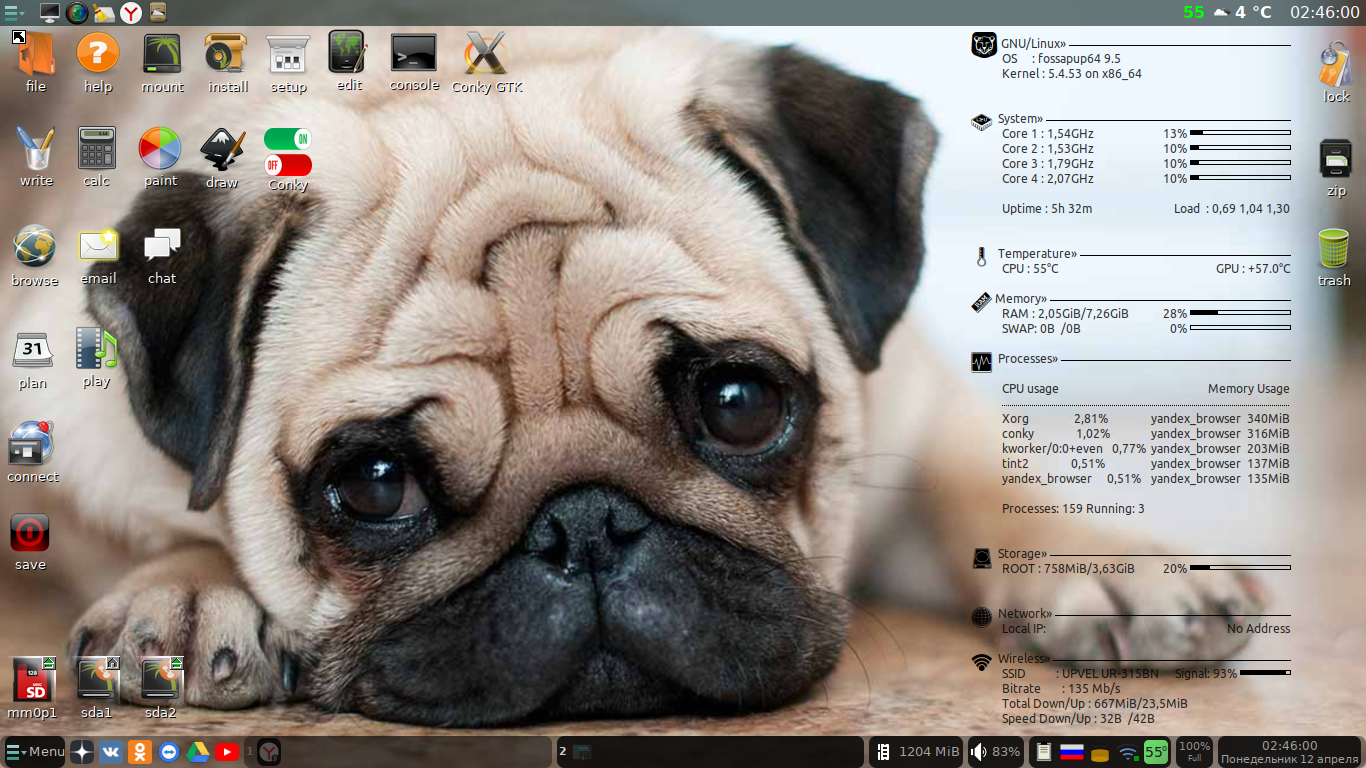 55 4 °C 02:46:00
file help mount install setup edit console Conky GTK
write calc paint draw Conky
ON
OFF
browse email chat
31
plan play
connect
save
128
SD
mm0p1 sda1 sda2
GNU/Linux»
OS : fossapup64 9.5
Kernel : 5.4.53 on x86_64
System»
Core 1 : 1,54GHz 13%
Core 2 : 1,53GHz 10%
Core 3 : 1,79GHz 10%
Core 4 : 2,07GHz 10%
Uptime : 5h 32m Load : 0,69 1,04 1,30
Temperature»
CPU : 55°C GPU : +57.0°C
RAM
Memory»
RAM : 2,05GiB/7,26GiB 28%
SWAP: 0B /0B 0%
Processes»
CPU usage Memory Usage
Xorg 2,81% yandex_browser 340MiB
conky 1,02% yandex_browser 316MiB
kworker/0:0+even 0,77% yandex_browser 203MiB
tint2 0,51% yandex_browser 137MiB
yandex_browser 0,51% yandex_browser 135MiB
Processes: 159 Running: 3
Storage»
ROOT : 758MiB/3,63GiB 20%
Network»
Local IP: No Address
Wireless»
SSID : UPVEL UR-315BN Signal: 93%
Bitrate : 135 Mb/s
Total Down/Up : 667MiB/23,5MiB
Speed Down/Up : 32B /42B
lock
zip
trash
Menu 1 2 1204 MiB 83% 55° 100%
Full
02:46:00
Понедельник 12 апреля